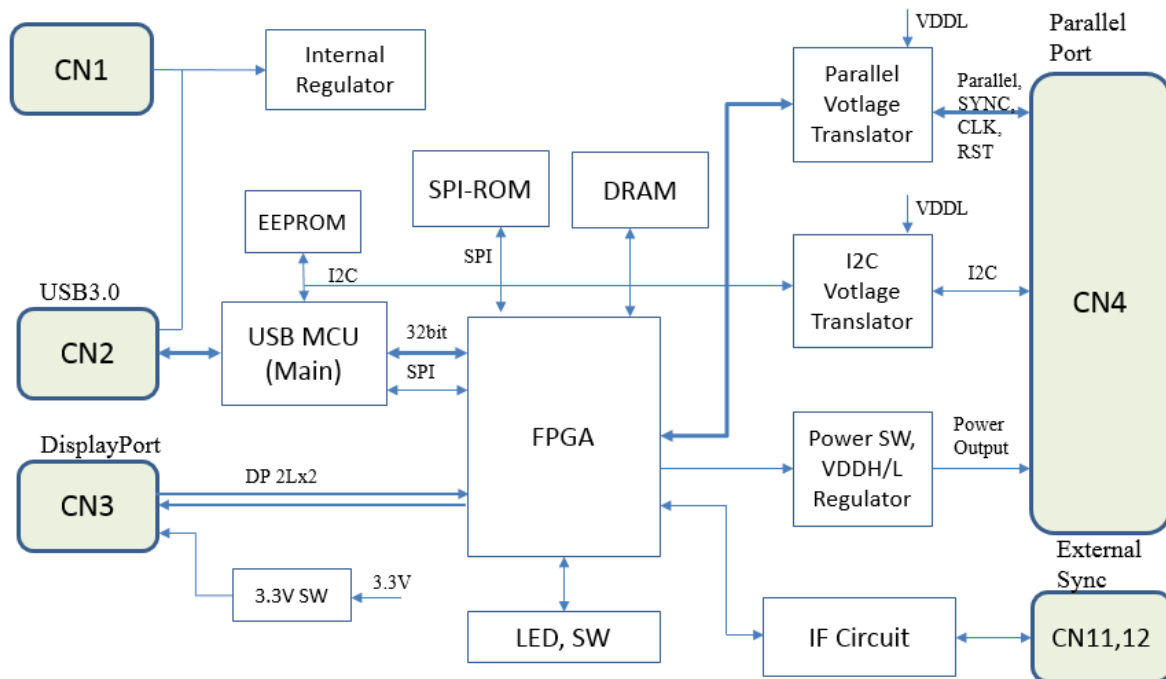 CN1
Internal
Regulator
VDDL
Parallel
Votlage
Translator
Parallel,
SYNC,
CLK,
RST
Parallel
Port
SPI-ROM
DRAM
EEPROM
SPI
I2C
VDDL
I2C
Votlage
Translator
I2C
CN4
USB3.0
CN2
USB MCU
(Main)
32bit
SPI
FPGA
Power SW,
VDDH/L
Regulator
Power
Output
DisplayPort
CN3
DP 2Lx2
3.3V SW
3.3V
LED, SW
IF Circuit
External
Sync
CN11,12